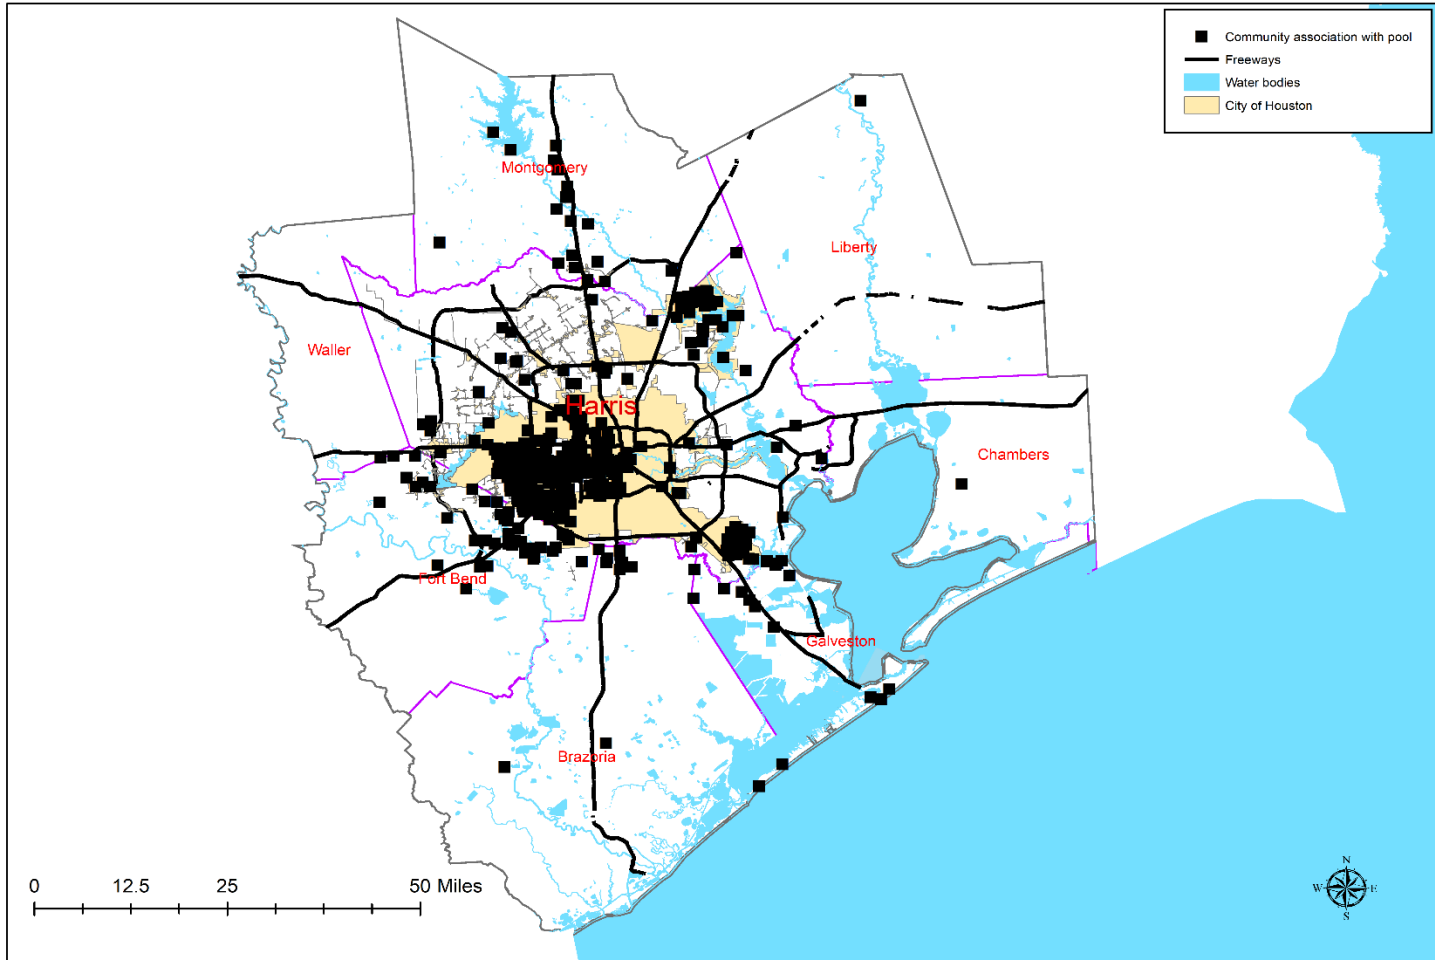 Community association with pool
Freeways
Water bodies
City of Houston
Montgomery
Liberty
Waller
Harris
Chambers
Fort Bend
Galveston
Brazoria
0 12.5 25 50 Miles
N
W E
S